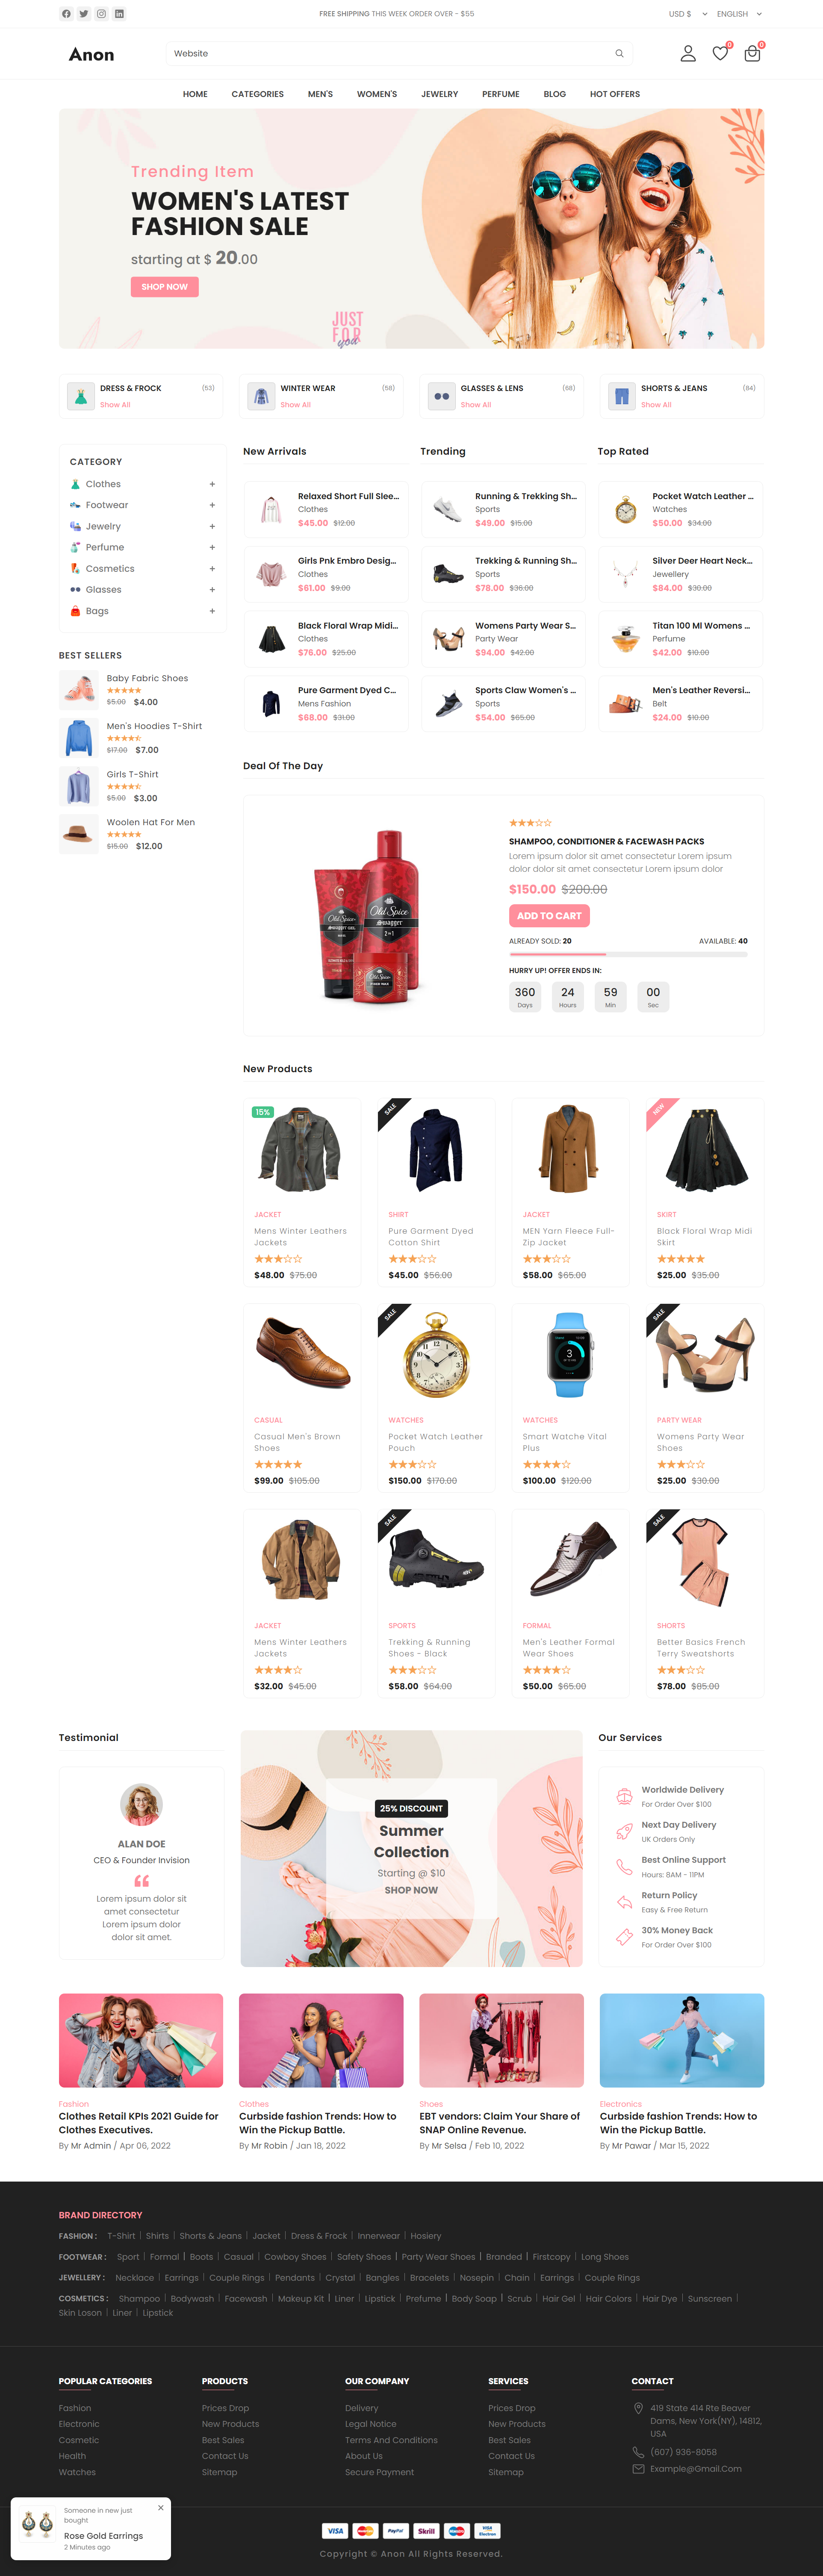 FREE SHIPPING THIS WEEK ORDER OVER - $55
USD $
ENGLISH
Anon
Website
0
0
HOME
CATEGORIES
MEN'S
WOMEN'S
JEWELRY
PERFUME
BLOG
HOT OFFERS
Trending Item
WOMEN'S LATEST
FASHION SALE
starting at $ 20.00
SHOP NOW
JUST
FOR
you
DRESS & FROCK
(53)
Show All
WINTER WEAR
(58)
Show All
GLASSES & LENS
(68)
Show All
SHORTS & JEANS
(84)
Show All
CATEGORY
Clothes +
Footwear +
Jewelry +
Perfume +
Cosmetics +
Glasses +
Bags +
BEST SELLERS
Baby Fabric Shoes
$5.00 $4.00
Men's Hoodies T-Shirt
$17.00 $7.00
Girls T-Shirt
$5.00 $3.00
Woolen Hat For Men
$15.00 $12.00
New Arrivals
Relaxed Short Full Slee...
Clothes
$45.00 $12.00
Girls Pnk Embro Desig...
Clothes
$61.00 $9.00
Black Floral Wrap Midi...
Clothes
$76.00 $25.00
Pure Garment Dyed C...
Mens Fashion
$68.00 $31.00
Trending
Running & Trekking Sh...
Sports
$49.00 $15.00
Trekking & Running Sh...
Sports
$78.00 $36.00
Womens Party Wear S...
Party Wear
$94.00 $42.00
Sports Claw Women's ...
Sports
$54.00 $65.00
Top Rated
Pocket Watch Leather ...
Watches
$50.00 $34.00
Silver Deer Heart Neck...
Jewellery
$84.00 $30.00
Titan 100 Ml Womens ...
Perfume
$42.00 $10.00
Men's Leather Reversi...
Belt
$24.00 $10.00
Deal Of The Day
Old Spice
Swagger
2in1
Old Spice
Old Spice
SHAMPOO, CONDITIONER & FACEWASH PACKS
Lorem ipsum dolor sit amet consectetur Lorem ipsum
dolor dolor sit amet consectetur Lorem ipsum dolor
$150.00 $200.00
ADD TO CART
ALREADY SOLD: 20
AVAILABLE: 40
HURRY UP! OFFER ENDS IN:
360
Days
24
Hours
59
Min
00
Sec
New Products
15%
JACKET
Mens Winter Leathers
Jackets
$48.00 $75.00
SALE
SHIRT
Pure Garment Dyed
Cotton Shirt
$45.00 $56.00
JACKET
MEN Yarn Fleece Full-
Zip Jacket
$58.00 $65.00
NEW
SKIRT
Black Floral Wrap Midi
Skirt
$25.00 $35.00
CASUAL
Casual Men's Brown
Shoes
$99.00 $105.00
SALE
WATCHES
Pocket Watch Leather
Pouch
$150.00 $170.00
WATCHES
Smart Watche Vital
Plus
$100.00 $120.00
SALE
PARTY WEAR
Womens Party Wear
Shoes
$25.00 $30.00
JACKET
Mens Winter Leathers
Jackets
$32.00 $45.00
SALE
SPORTS
Trekking & Running
Shoes - Black
$58.00 $64.00
FORMAL
Men's Leather Formal
Wear Shoes
$50.00 $65.00
SALE
SHORTS
Better Basics French
Terry Sweatshorts
$78.00 $85.00
Testimonial
ALAN DOE
CEO & Founder Invision
Lorem ipsum dolor sit
amet consectetur
Lorem ipsum dolor
dolor sit amet.
25% DISCOUNT
Summer
Collection
Starting @ $10
SHOP NOW
Our Services
Worldwide Delivery
For Order Over $100
Next Day Delivery
UK Orders Only
Best Online Support
Hours: 8AM - 11PM
Return Policy
Easy & Free Return
30% Money Back
For Order Over $100
Fashion
Clothes Retail KPIs 2021 Guide for
Clothes Executives.
By Mr Admin / Apr 06, 2022
Clothes
Curbside fashion Trends: How to
Win the Pickup Battle.
By Mr Robin / Jan 18, 2022
Shoes
EBT vendors: Claim Your Share of
SNAP Online Revenue.
By Mr Selsa / Feb 10, 2022
Electronics
Curbside fashion Trends: How to
Win the Pickup Battle.
By Mr Pawar / Mar 15, 2022
BRAND DIRECTORY
FASHION : T-Shirt | Shirts | Shorts & Jeans | Jacket | Dress & Frock | Innerwear | Hosiery
FOOTWEAR : Sport | Formal | Boots | Casual | Cowboy Shoes | Safety Shoes | Party Wear Shoes | Branded | Firstcopy | Long Shoes
JEWELLERY : Necklace | Earrings | Couple Rings | Pendants | Crystal | Bangles | Bracelets | Nosepin | Chain | Earrings | Couple Rings
COSMETICS : Shampoo | Bodywash | Facewash | Makeup Kit | Liner | Lipstick | Prefume | Body Soap | Scrub | Hair Gel | Hair Colors | Hair Dye | Sunscreen |
Skin Loson | Liner | Lipstick
POPULAR CATEGORIES
Fashion
Electronic
Cosmetic
Health
Watches
PRODUCTS
Prices Drop
New Products
Best Sales
Contact Us
Sitemap
OUR COMPANY
Delivery
Legal Notice
Terms And Conditions
About Us
Secure Payment
SERVICES
Prices Drop
New Products
Best Sales
Contact Us
Sitemap
CONTACT
419 State 414 Rte Beaver
Dams, New York(NY), 14812,
USA
(607) 936-8058
Example@Gmail.Com
Someone in new just
bought
Rose Gold Earrings
2 Minutes ago
VISA
PayPal
Skrill
VISA
Electron
Copyright © Anon All Rights Reserved.